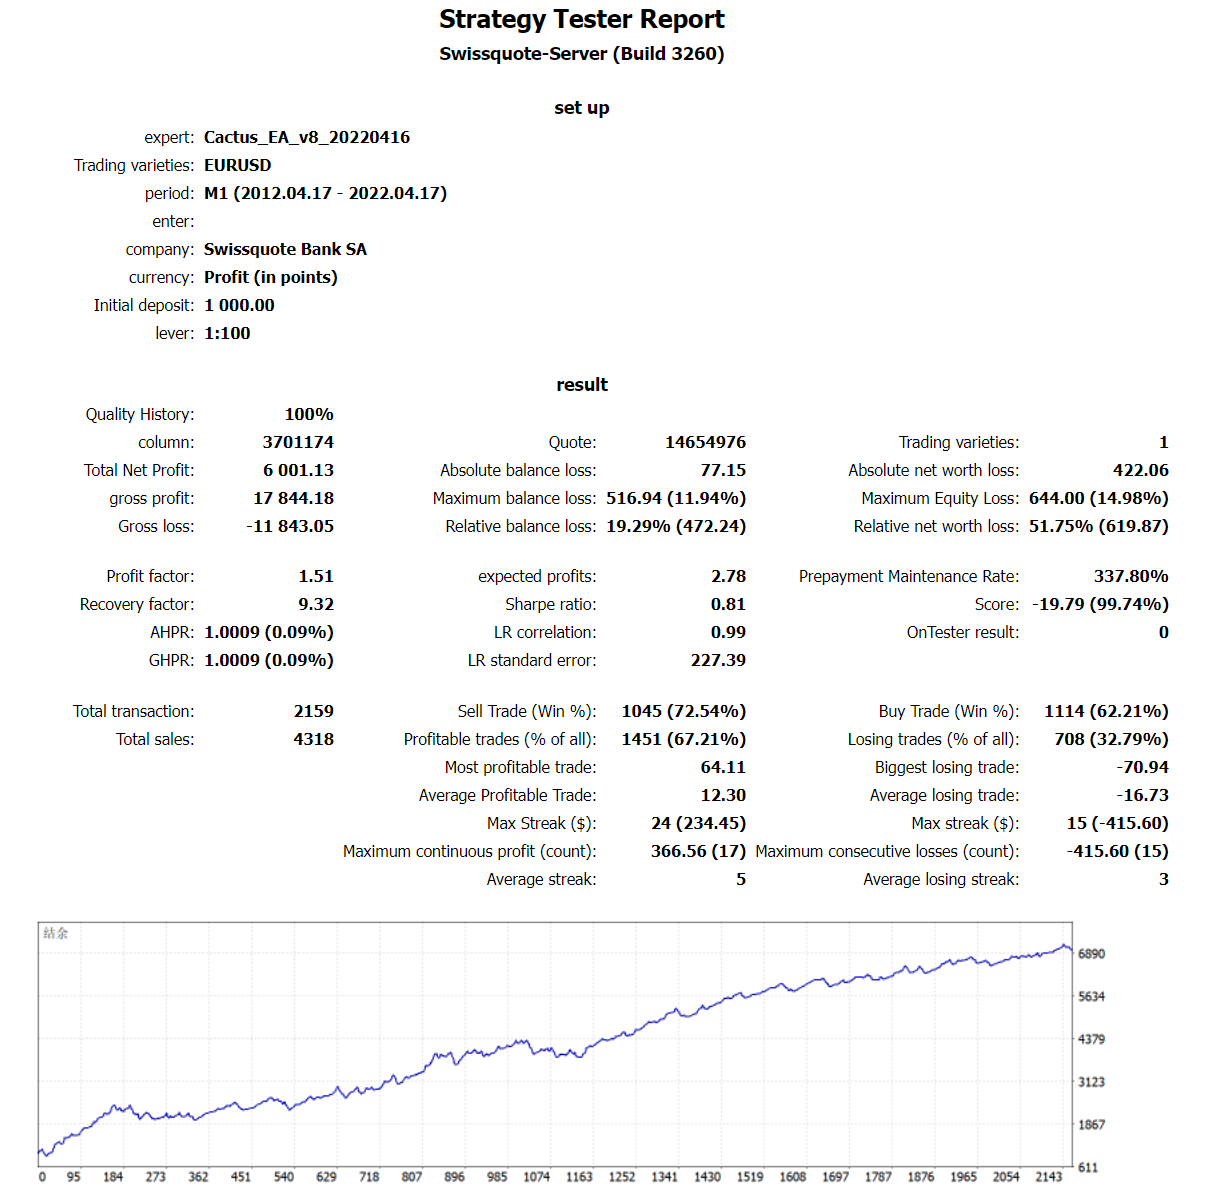 Strategy Tester Report
Swissquote-Server (Build 3260)
set up
expert: Cactus_EA_v8_20220416
Trading varieties: EURUSD
period: M1 (2012.04.17 - 2022.04.17)
enter:
company: Swissquote Bank SA
currency: Profit (in points)
Initial deposit: 1 000.00
lever: 1:100
result
Quality History: 100%
column: 3701174 Quote: 14654976 Trading varieties: 1
Total Net Profit: 6 001.13 Absolute balance loss: 77.15 Absolute net worth loss: 422.06
gross profit: 17 844.18 Maximum balance loss: 516.94 (11.94%) Maximum Equity Loss: 644.00 (14.98%)
Gross loss: -11 843.05 Relative balance loss: 19.29% (472.24) Relative net worth loss: 51.75% (619.87)
Profit factor: 1.51 expected profits: 2.78 Prepayment Maintenance Rate: 337.80%
Recovery factor: 9.32 Sharpe ratio: 0.81 Score: -19.79 (99.74%)
AHPR: 1.0009 (0.09%) LR correlation: 0.99 OnTester result: 0
GHPR: 1.0009 (0.09%) LR standard error: 227.39
Total transaction: 2159 Sell Trade (Win %): 1045 (72.54%) Buy Trade (Win %): 1114 (62.21%)
Total sales: 4318 Profitable trades (% of all): 1451 (67.21%) Losing trades (% of all): 708 (32.79%)
Most profitable trade: 64.11 Biggest losing trade: -70.94
Average Profitable Trade: 12.30 Average losing trade: -16.73
Max Streak ($): 24 (234.45) Max streak ($): 15 (-415.60)
Maximum continuous profit (count): 366.56 (17) Maximum consecutive losses (count): -415.60 (15)
Average streak: 5 Average losing streak: 3
结余
6890
5634
4379
3123
1867
611
0 95 184 273 362 451 540 629 718 807 896 985 1074 1163 1252 1341 1430 1519 1608 1697 1787 1876 1965 2054 2143